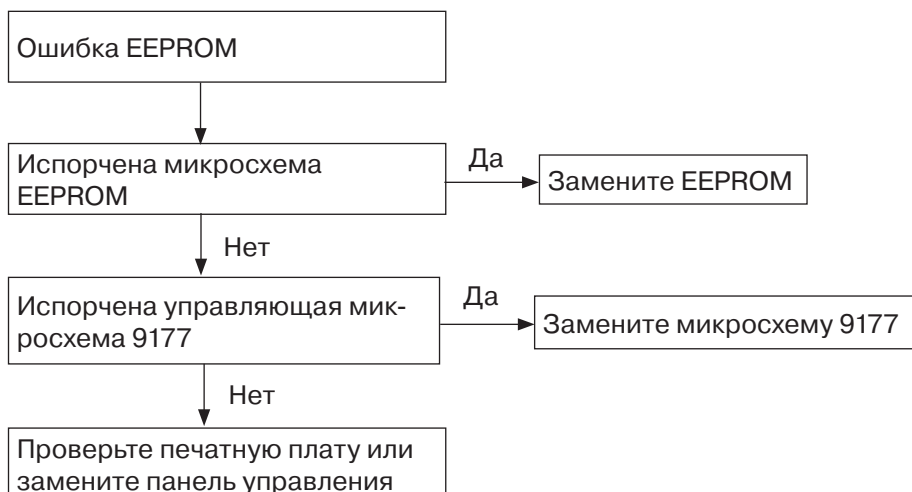 Ошибка EEPROM
Испорчена микросхема
EEPROM
Да
Замените EEPROM
Нет
Испорчена управляющая мик-
росхема 9177
Да
Замените микросхему 9177
Нет
Проверьте печатную плату или
замените панель управления